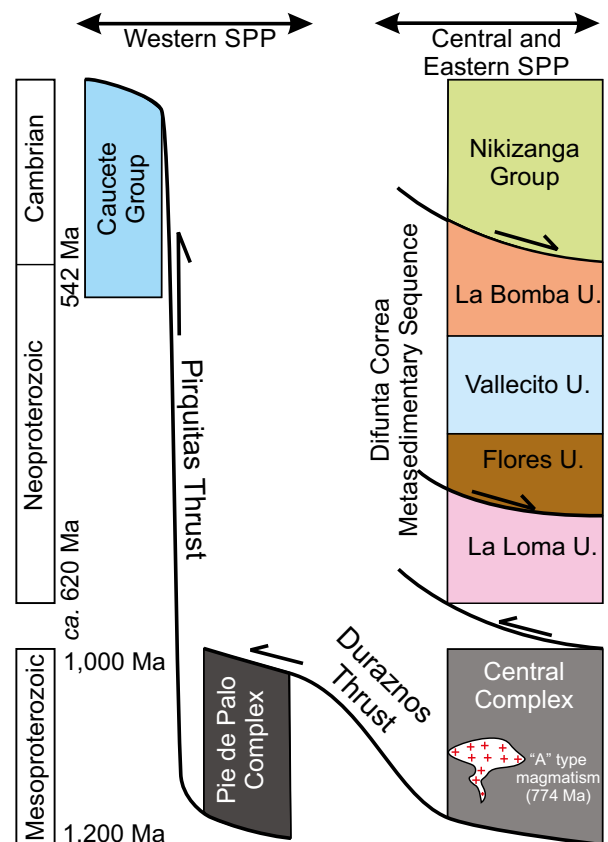 Western SPP
Central and
Eastern SPP
Cambrian
Neoproterozoic
Mesoproterozoic
542 Ma
ca. 620 Ma
1,000 Ma
1,200 Ma
Caucete
Group
Pirquitas Thrust
Pie de Palo
Complex
Duraznos
Thrust
Difunta Correa
Metasedimentary Sequence
Nikizanga
Group
La Bomba U.
Vallecito U.
Flores U.
La Loma U.
Central
Complex
“A” type
magmatism
(774 Ma)